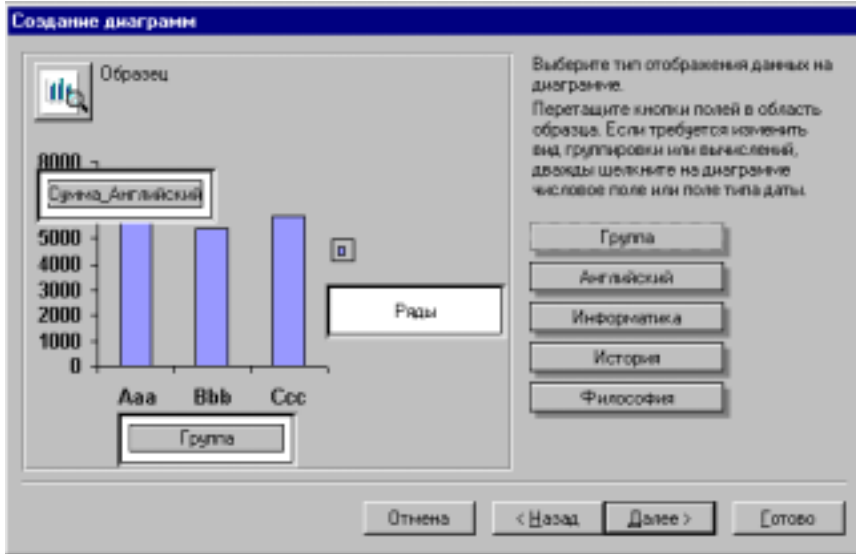 Создание диаграмм
Образец
Выберите тип отображения данных на
диаграмме.
Перетащите кнопки полей в область
образца. Если требуется изменить
вид группировки или вычислений,
дважды щелкните на диаграмме
числовое поле или поле типа даты.
8000
Сумма_Английский
5000
4000
3000
2000
1000
0
Ряды
Aaa Bbb Ccc
Группа
Группа
Английский
Информатика
История
Философия
Отмена
< Назад
Далее >
Готово